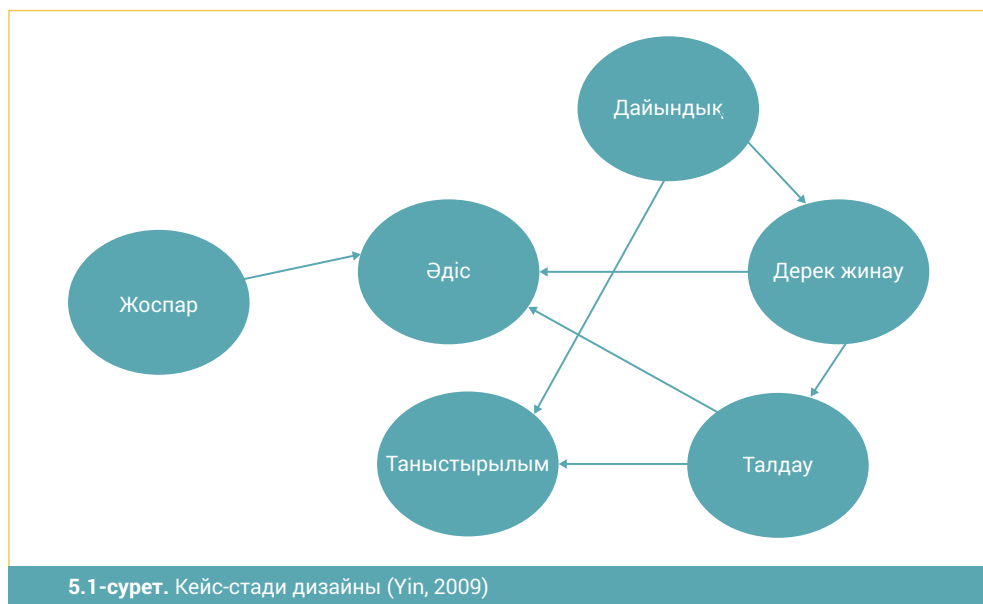 Дайындық
Әдіс
Дерек жинау
Жоспар
Таныстырылым
Талдау
5.1-сурет. Кейс-стади дизайны (Yin, 2009)